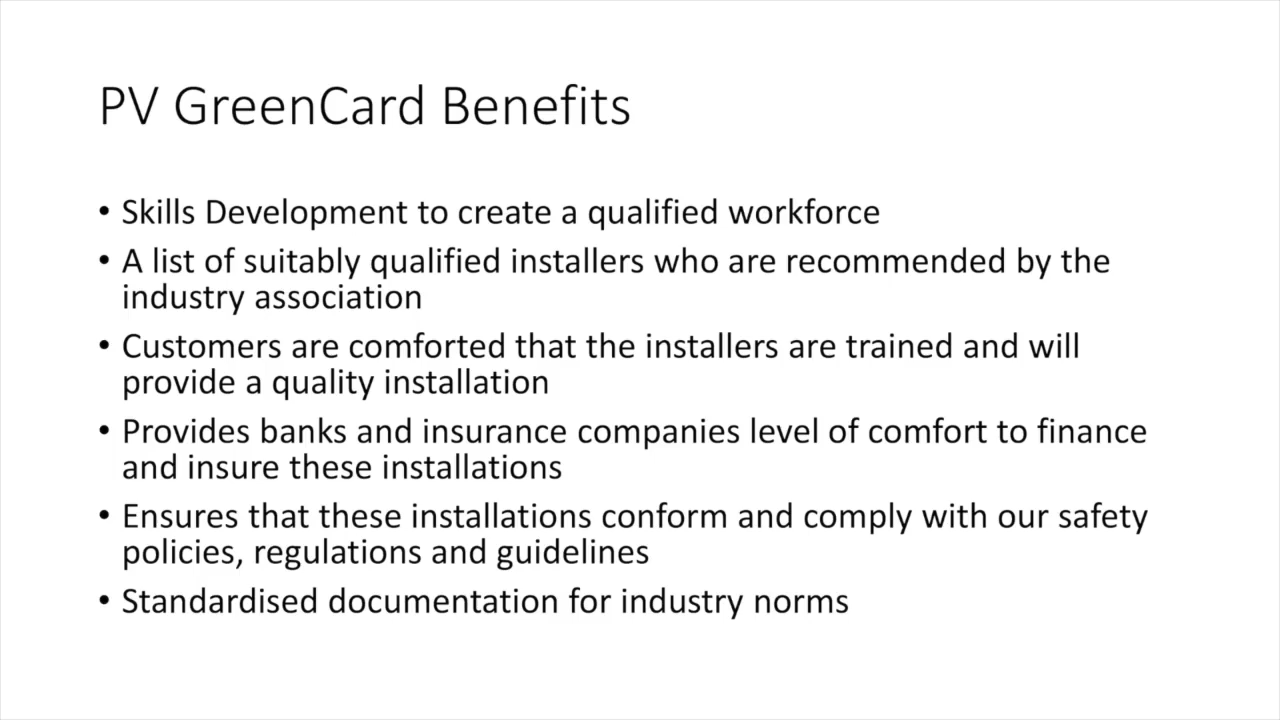 PV GreenCard Benefits
• Skills Development to create a qualified workforce
• A list of suitably qualified installers who are recommended by the
industry association
• Customers are comforted that the installers are trained and will
provide a quality installation
• Provides banks and insurance companies level of comfort to finance
and insure these installations
• Ensures that these installations conform and comply with our safety
policies, regulations and guidelines
• Standardised documentation for industry norms